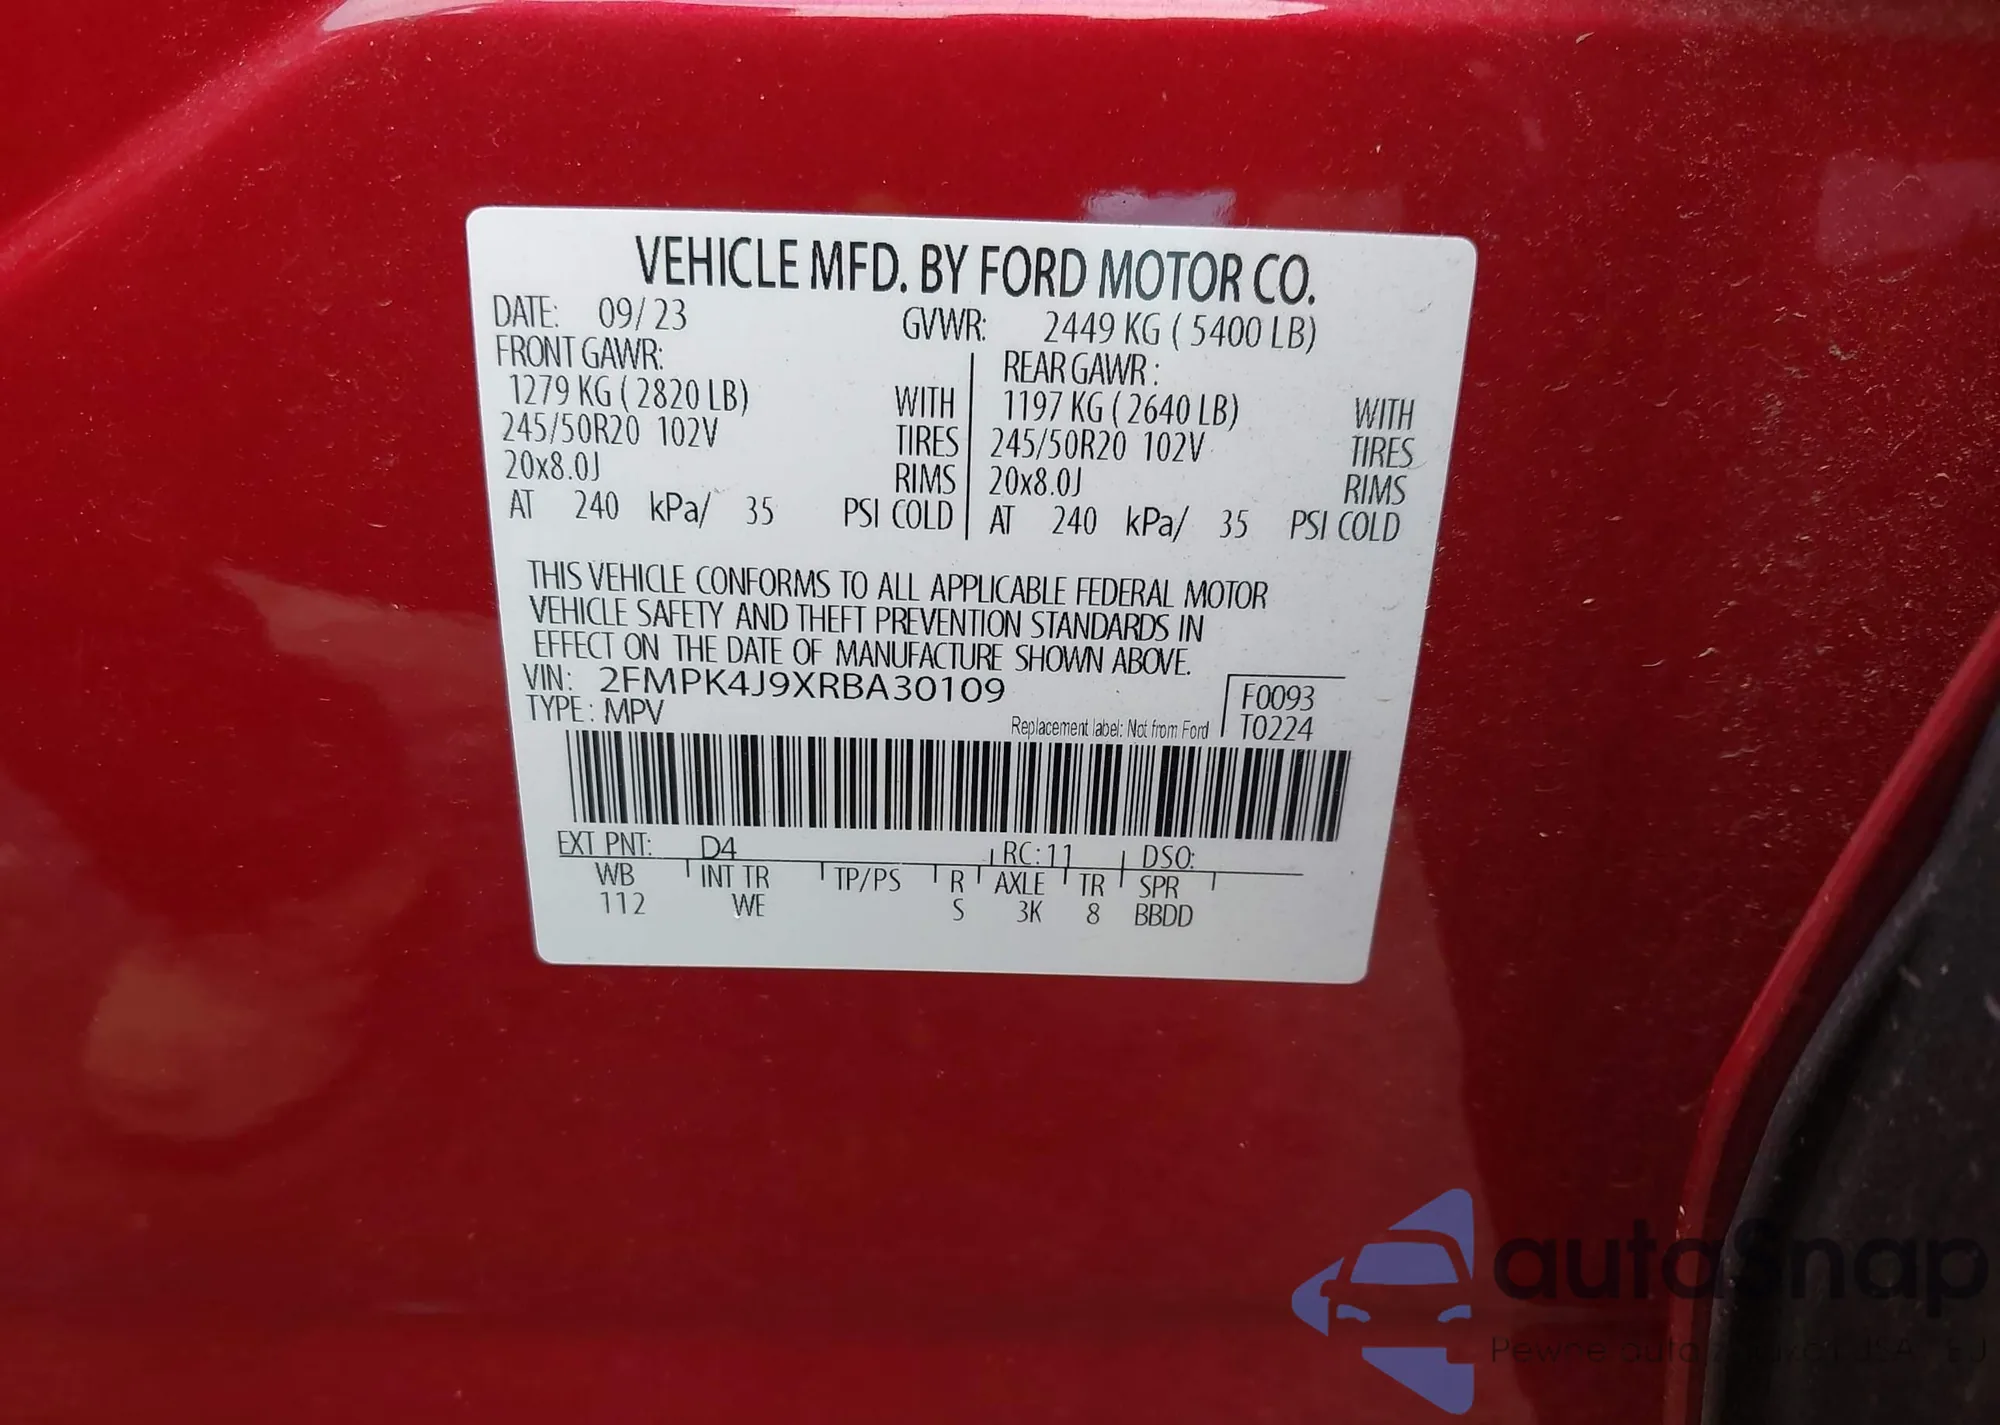 VEHICLE MFD. BY FORD MOTOR CO.
DATE: 09/23 GVWR: 2449 KG ( 5400 LB)
FRONT GAWR: REAR GAWR :
1279 KG ( 2820 LB) WITH 1197 KG ( 2640 LB) WITH
245/50R20 102V TIRES 245/50R20 102V TIRES
20x8.0J RIMS 20x8.0J RIMS
AT 240 kPa/ 35 PSI COLD AT 240 kPa/ 35 PSI COLD
THIS VEHICLE CONFORMS TO ALL APPLICABLE FEDERAL MOTOR
VEHICLE SAFETY AND THEFT PREVENTION STANDARDS IN
EFFECT ON THE DATE OF MANUFACTURE SHOWN ABOVE.
VIN: 2FMPK4J9XRBA30109 F0093
TYPE: MPV Replacement label: Not from Ford T0224
EXT PNT: D4 RC: 11 DSO:
WB INT TR TP/PS R AXLE TR SPR
112 WE S 3K 8 BBDD
autoSnap
Pewne auto